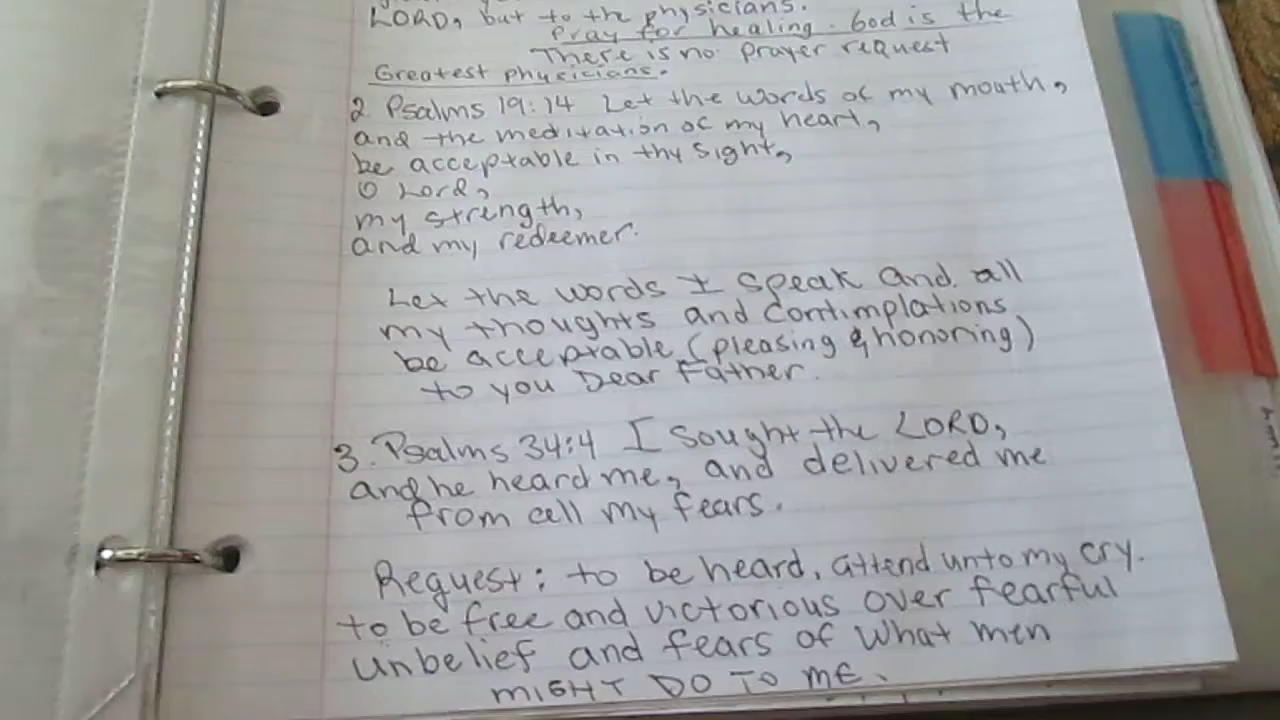 LORD, but to the physicians.
Pray for healing. God is the
There is no prayer request
Greatest physicians.
2. Psalms 19:14 Let the words of my mouth,
and the meditation of my heart,
be acceptable in thy sight,
O Lord,
my strength,
and my redeemer.
Let the words I speak and all
my thoughts and contimplations
be acceptable (pleasing & honoring)
to you Dear Father.
3. Psalms 34:4 I sought the LORD,
and he heard me, and delivered me
from all my fears.
Request: to be heard, attend unto my cry.
to be free and victorious over fearful
unbelief and fears of what men
MIGHT DO TO ME.